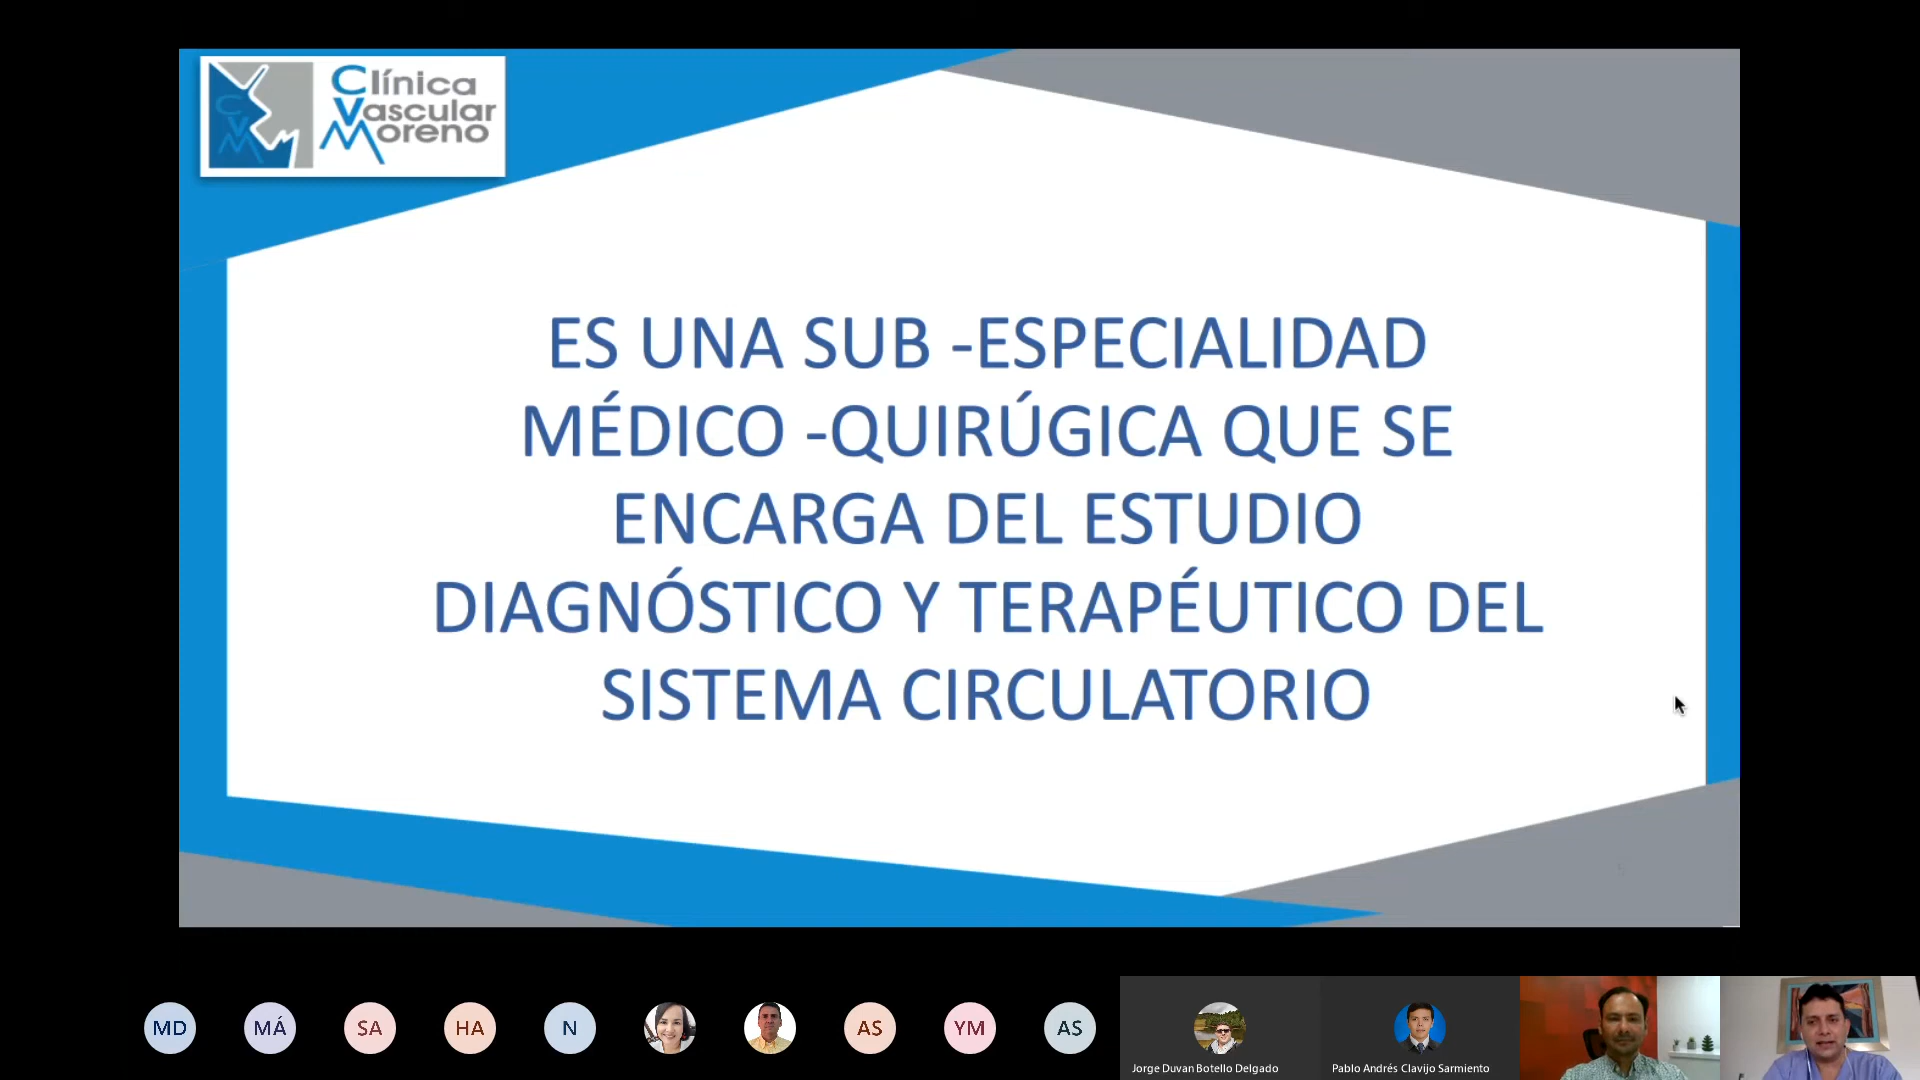 CVM
Clínica
Vascular
Moreno
ES UNA SUB -ESPECIALIDAD
MÉDICO -QUIRÚGICA QUE SE
ENCARGA DEL ESTUDIO
DIAGNÓSTICO Y TERAPÉUTICO DEL
SISTEMA CIRCULATORIO
MD MÁ SA HA N AS YM AS
Jorge Duvan Botello Delgado Pablo Andrés Clavijo Sarmiento